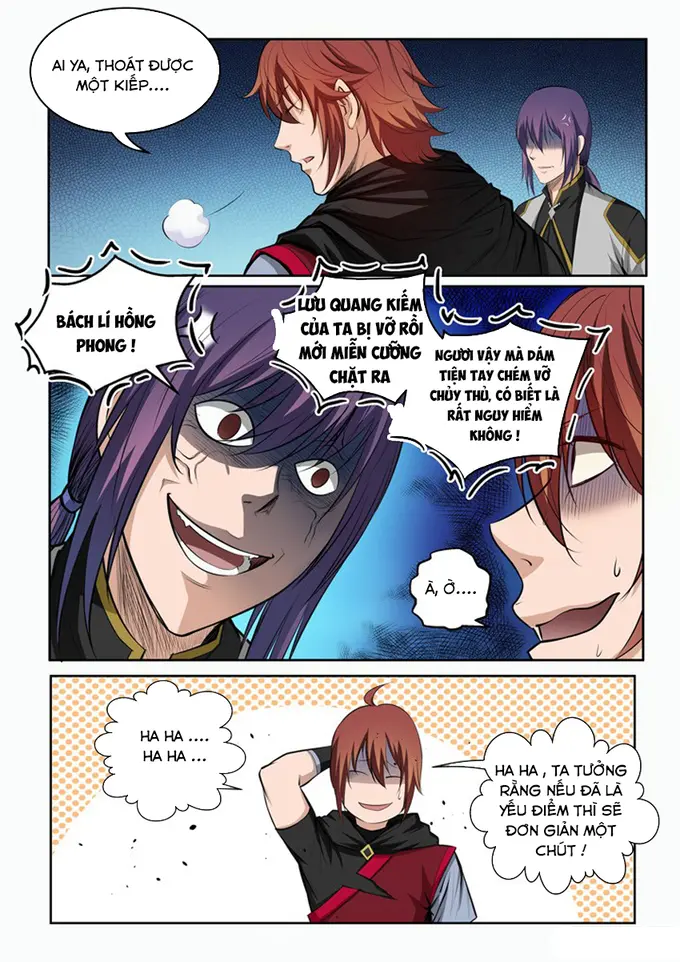 AI YA, THOÁT ĐƯỢC
MỘT KIẾP....
BÁCH LÍ HỒNG
PHONG !
LƯU QUANG KIẾM
CỦA TA BỊ VỠ RỒI
MỚI MIỄN CƯỠNG
CHẶT RA
NGƯƠI VẬY MÀ DÁM
TIỆN TAY CHÉM VỠ
CHỦY THỦ, CÓ BIẾT LÀ
RẤT NGUY HIỂM
KHÔNG !
À, Ờ....
HA HA ....
HA HA ...
HA HA , TA TƯỞNG
RẰNG NẾU ĐÃ LÀ
YẾU ĐIỂM THÌ SẼ
ĐƠN GIẢN MỘT
CHÚT !